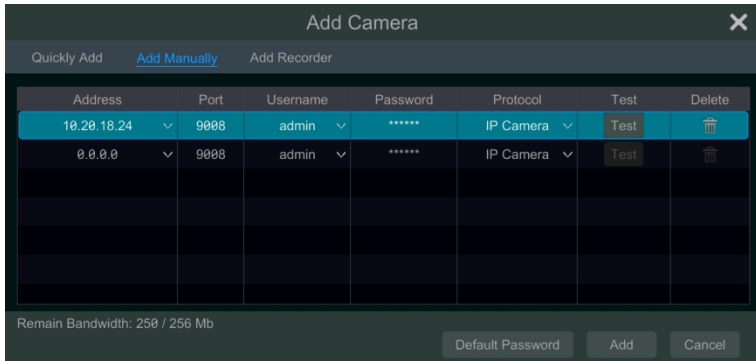 Add Camera
Quickly Add Add Manually Add Recorder
Address Port Username Password Protocol Test Delete
10.20.18.24 9008 admin ****** IP Camera Test
0.0.0.0 9008 admin ****** IP Camera Test
Remain Bandwidth: 250 / 256 Mb
Default Password Add Cancel